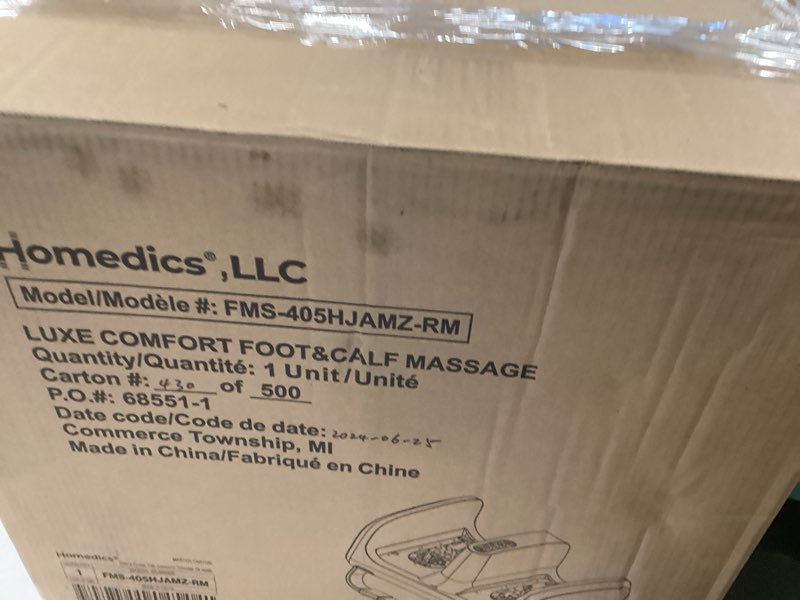 Homedics®, LLC
Model/Modèle #: FMS-405HJAMZ-RM
LUXE COMFORT FOOT&CALF MASSAGE
Quantity/Quantité: 1 Unit/Unité
Carton #: 430 of 500
P.O.#: 68551-1
Date code/Code de date: 2024-06-25
Commerce Township, MI
Made in China/Fabriqué en Chine
Homedics®
1
FMS-405HJAMZ-RM